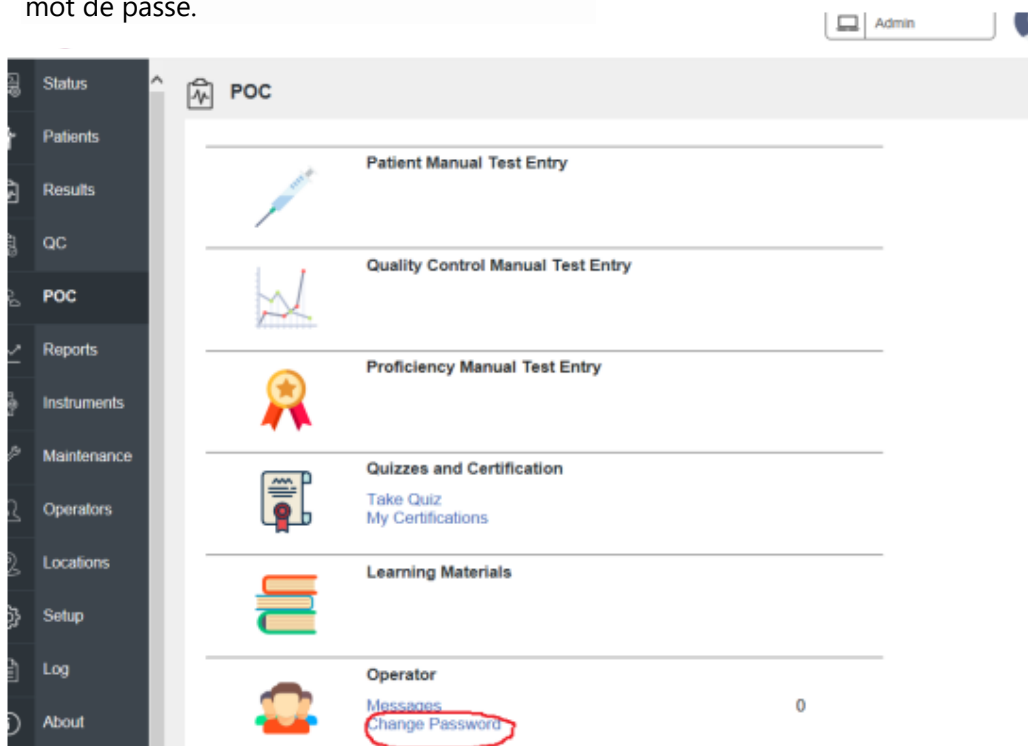 mot de passe.
Admin
Status
Patients
Results
QC
POC
Reports
Instruments
Maintenance
Operators
Locations
Setup
Log
About
POC
Patient Manual Test Entry
Quality Control Manual Test Entry
Proficiency Manual Test Entry
Quizzes and Certification
Take Quiz
My Certifications
Learning Materials
Operator
Messages 0
Change Password